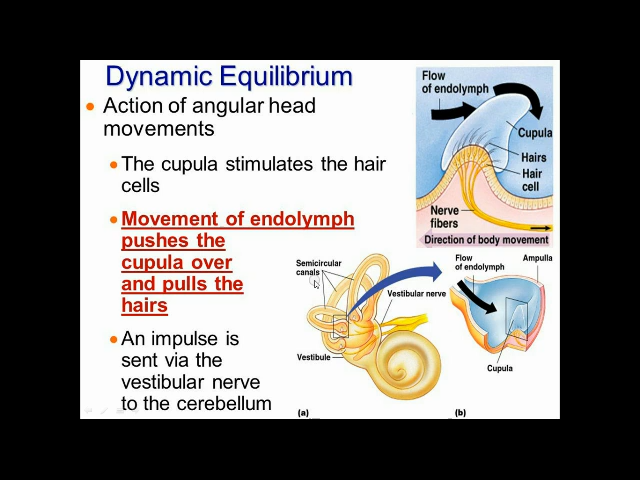 Dynamic Equilibrium
Action of angular head
movements
The cupula stimulates the hair
cells
Movement of endolymph
pushes the
cupula over
and pulls the
hairs
An impulse is
sent via the
vestibular nerve
to the cerebellum
Flow
of endolymph
Cupula
Hairs
Hair
cell
Nerve
fibers
Direction of body movement
Semicircular
canals
Vestibular nerve
Vestibule
(a)
Flow
of endolymph
Ampulla
Cupula
(b)